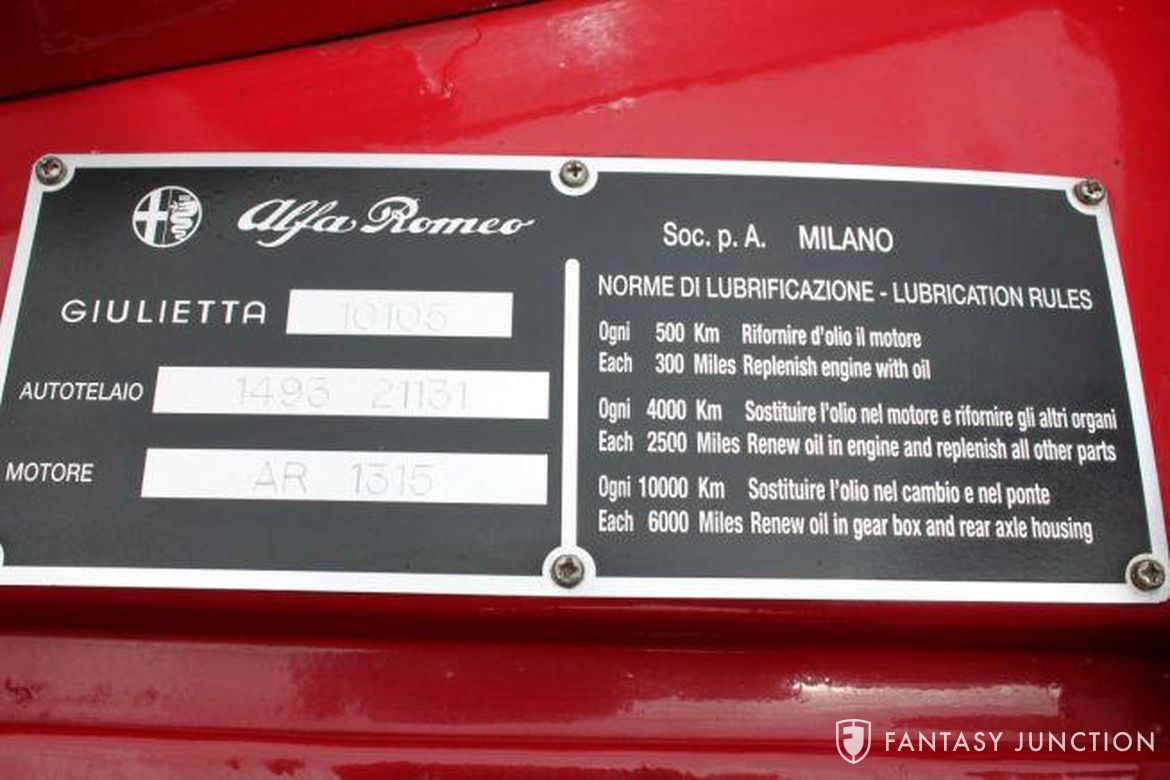 Alfa Romeo
GIULIETTA 10105
AUTOTELAIO 1493 21131
MOTORE AR 1315
Soc. p. A. MILANO
NORME DI LUBRIFICAZIONE - LUBRICATION RULES
Ogni 500 Km Rifornire d'olio il motore
Each 300 Miles Replenish engine with oil
Ogni 4000 Km Sostituire l'olio nel motore e rifornire gli altri organi
Each 2500 Miles Renew oil in engine and replenish all other parts
Ogni 10000 Km Sostituire l'olio nel cambio e nel ponte
Each 6000 Miles Renew oil in gear box and rear axle housing
FANTASY JUNCTION